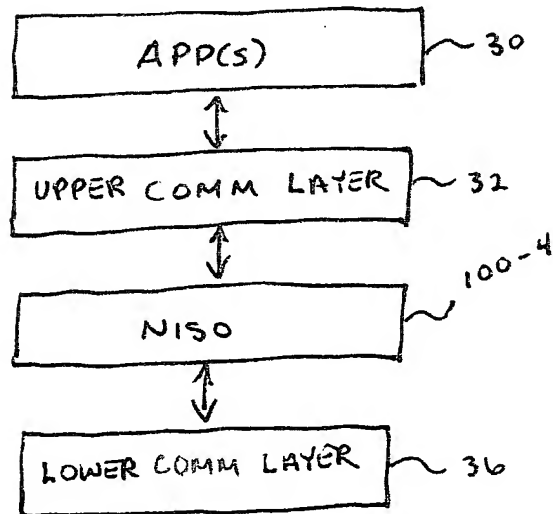 APP(S)
30
UPPER COMM LAYER
32
100-4
NISO
LOWER COMM LAYER
36